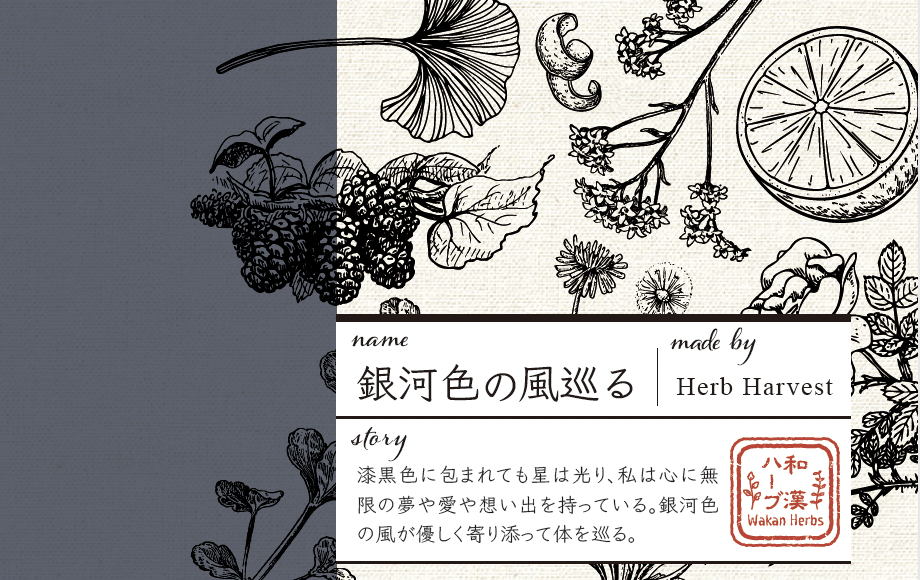 name
銀河色の風巡る
made by
Herb Harvest
story
漆黒色に包まれても星は光り、私は心に無
限の夢や愛や想い出を持っている。銀河色
の風が優しく寄り添って体を巡る。
和漢
ハーブ
Wakan Herbs